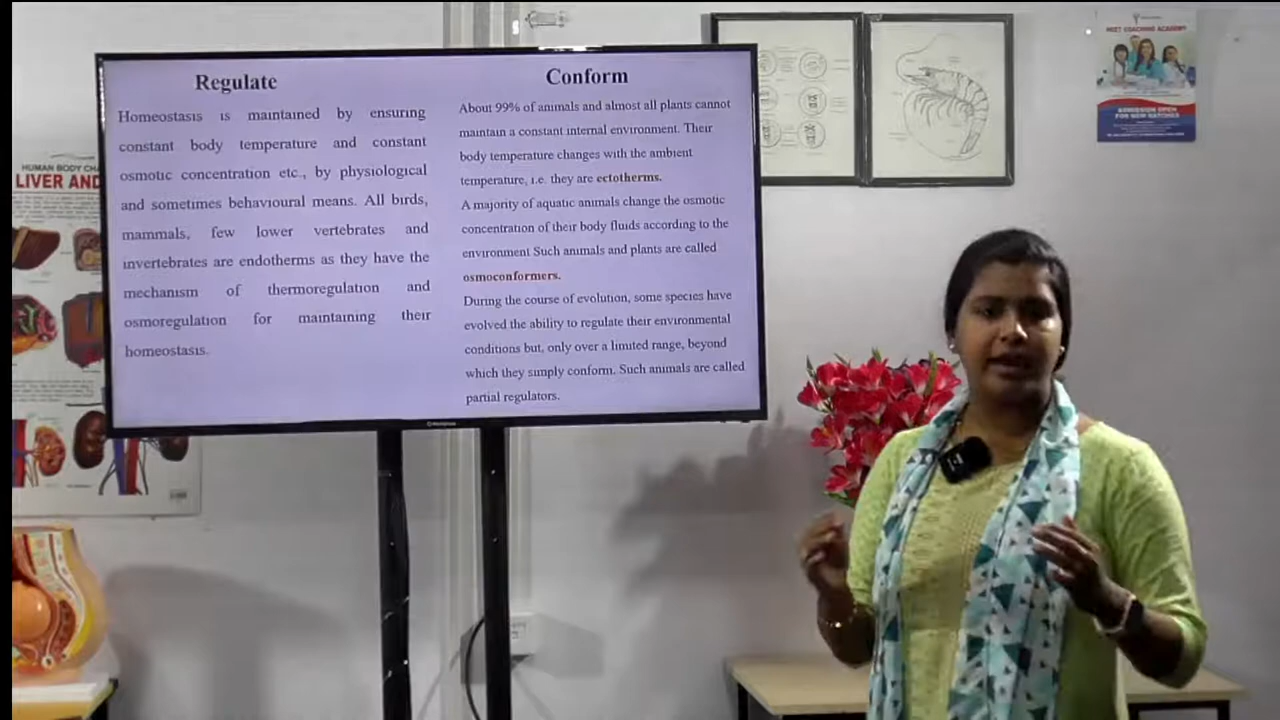 Regulate
Homeostasis is maintained by ensuring
constant body temperature and constant
osmotic concentration etc., by physiological
and sometimes behavioural means. All birds,
mammals, few lower vertebrates and
invertebrates are endotherms as they have the
mechanism of thermoregulation and
osmoregulation for maintaining their
homeostasis.
Conform
About 99% of animals and almost all plants cannot
maintain a constant internal environment. Their
body temperature changes with the ambient
temperature, i.e. they are ectotherms.
A majority of aquatic animals change the osmotic
concentration of their body fluids according to the
environment Such animals and plants are called
osmoconformers.
During the course of evolution, some species have
evolved the ability to regulate their environmental
conditions but, only over a limited range, beyond
which they simply conform. Such animals are called
partial regulators.
HUMAN BODY CHA
LIVER AND
NEET COACHING ACADEMY
ADMISSION OPEN
FOR NEW BATCHES